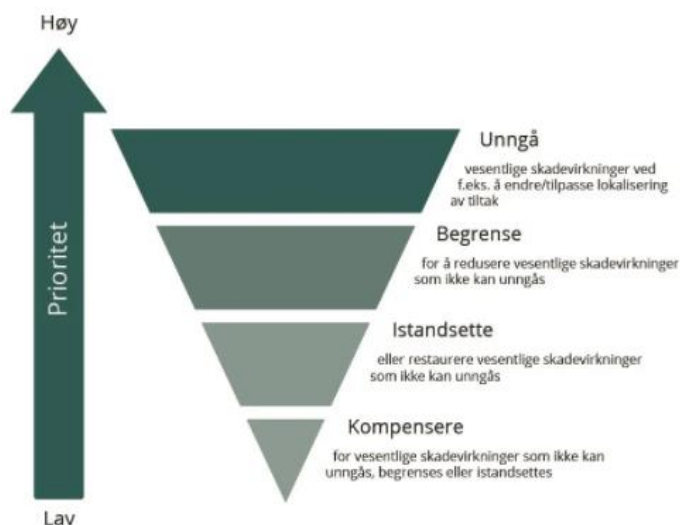 Høy
Prioritet
Unngå
vesentlige skadevirkninger ved
f.eks. å endre/tilpasse lokalisering
av tiltak
Begrense
for å redusere vesentlige skadevirkninger
som ikke kan unngås
Istandsette
eller restaurere vesentlige skadevirkninger
som ikke kan unngås
Kompensere
for vesentlige skadevirkninger som ikke kan
unngås, begrenses eller istandsettes
Lav